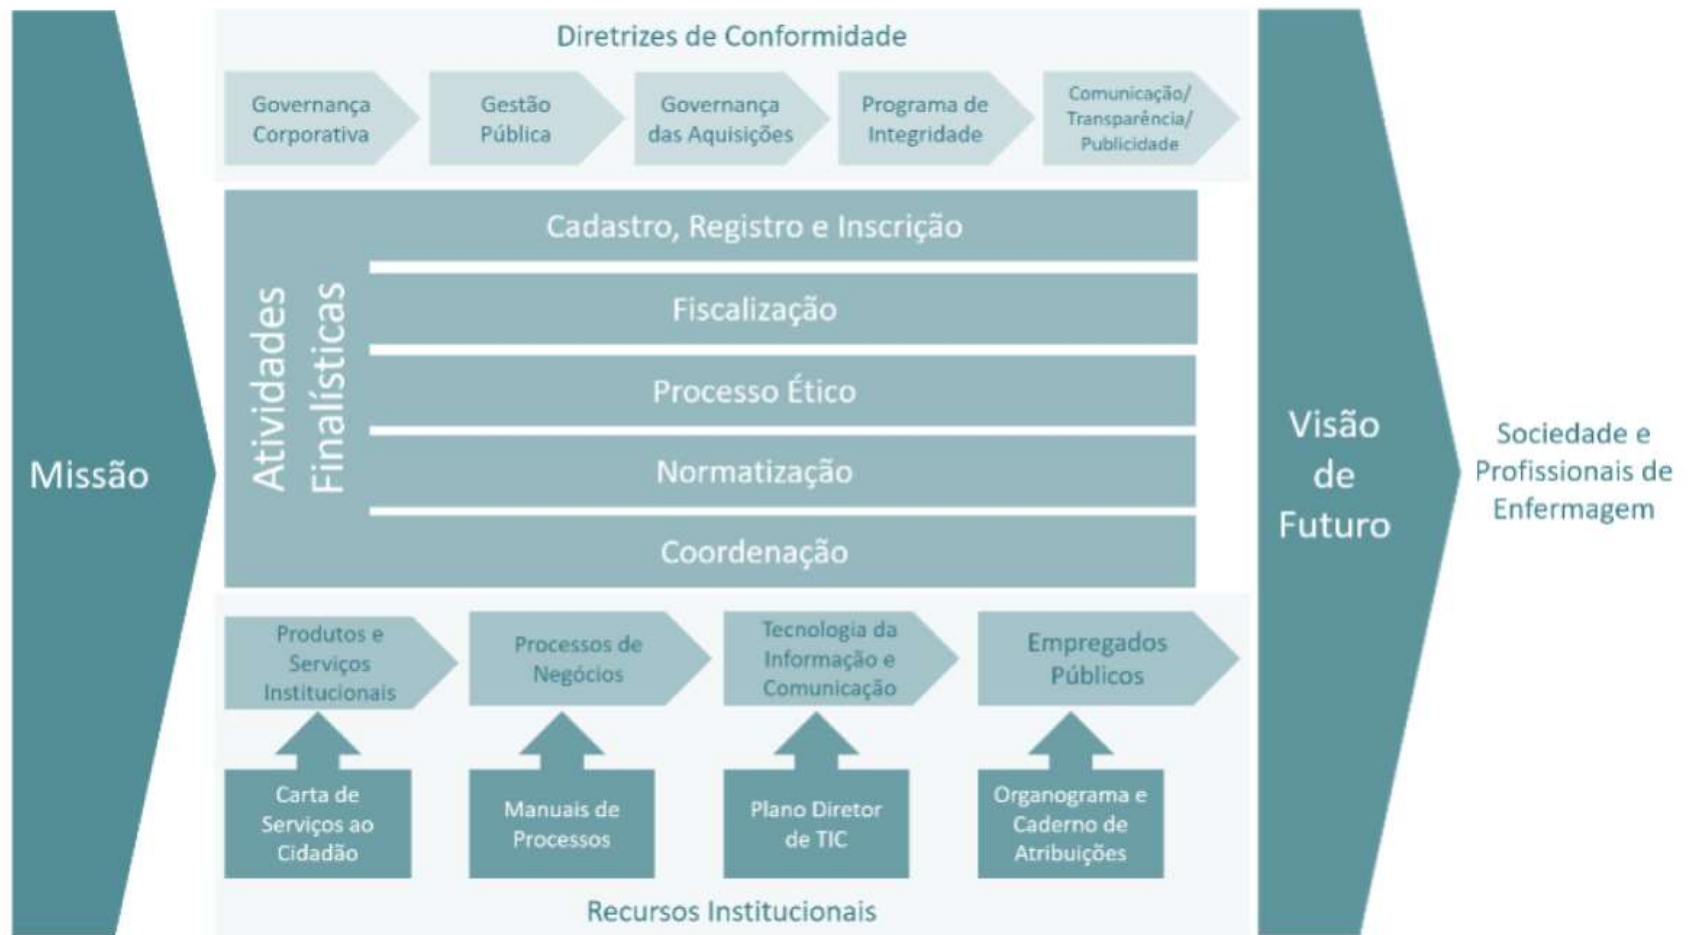 Missão
Diretrizes de Conformidade
Governança
Corporativa
Gestão
Pública
Governança
das Aquisições
Programa de
Integridade
Comunicação/
Transparência/
Publicidade
Atividades
Finalísticas
Cadastro, Registro e Inscrição
Fiscalização
Processo Ético
Normatização
Coordenação
Produtos e
Serviços
Institucionais
Processos de
Negócios
Tecnologia da
Informação e
Comunicação
Empregados
Públicos
Carta de
Serviços ao
Cidadão
Manuais de
Processos
Plano Diretor
de TIC
Organograma e
Caderno de
Atribuições
Recursos Institucionais
Visão
de
Futuro
Sociedade e
Profissionais de
Enfermagem